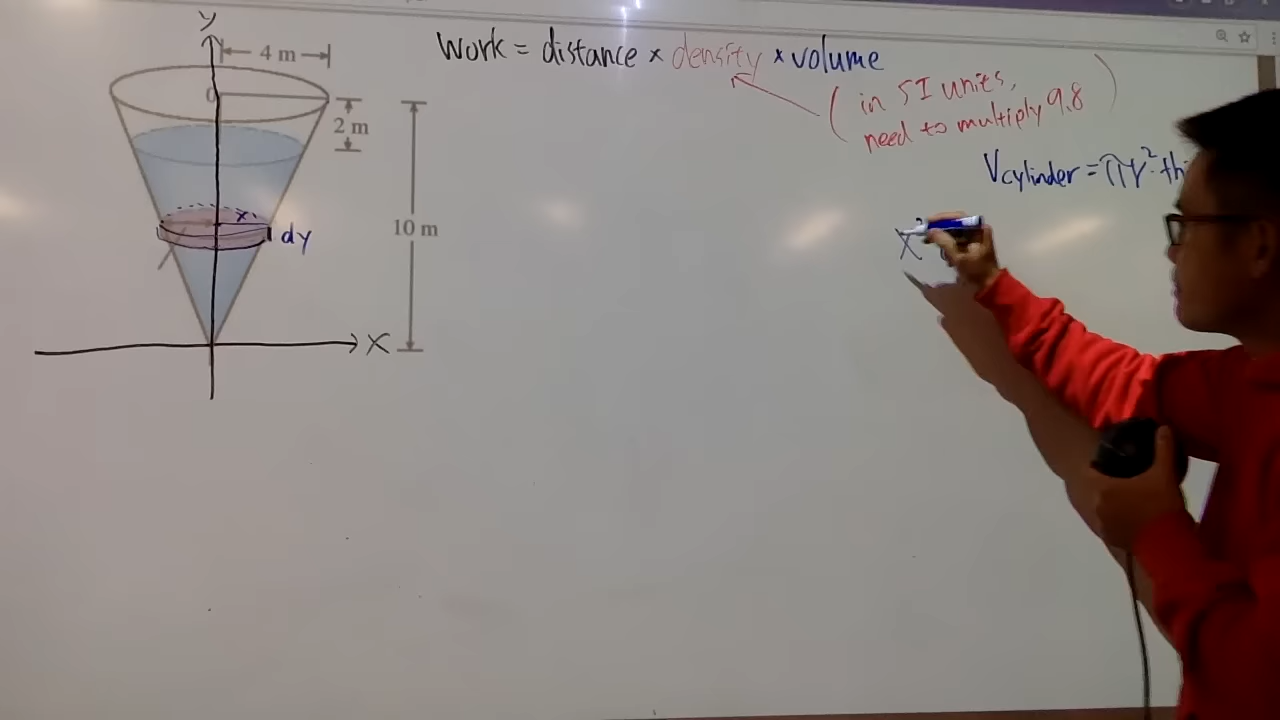 y
4 m
Work = distance × density × volume
0
2 m
(in SI units,
need to multiply 9.8)
Vcylinder = πr²·
10 m
x
dy
x²
x